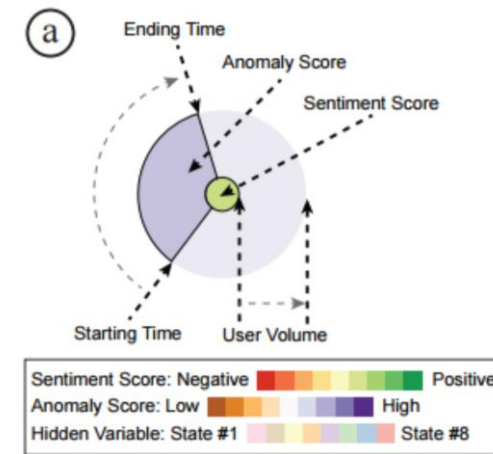 a
Ending Time
Anomaly Score
Sentiment Score
Starting Time
User Volume
Sentiment Score: Negative Positive
Anomaly Score: Low High
Hidden Variable: State #1 State #8